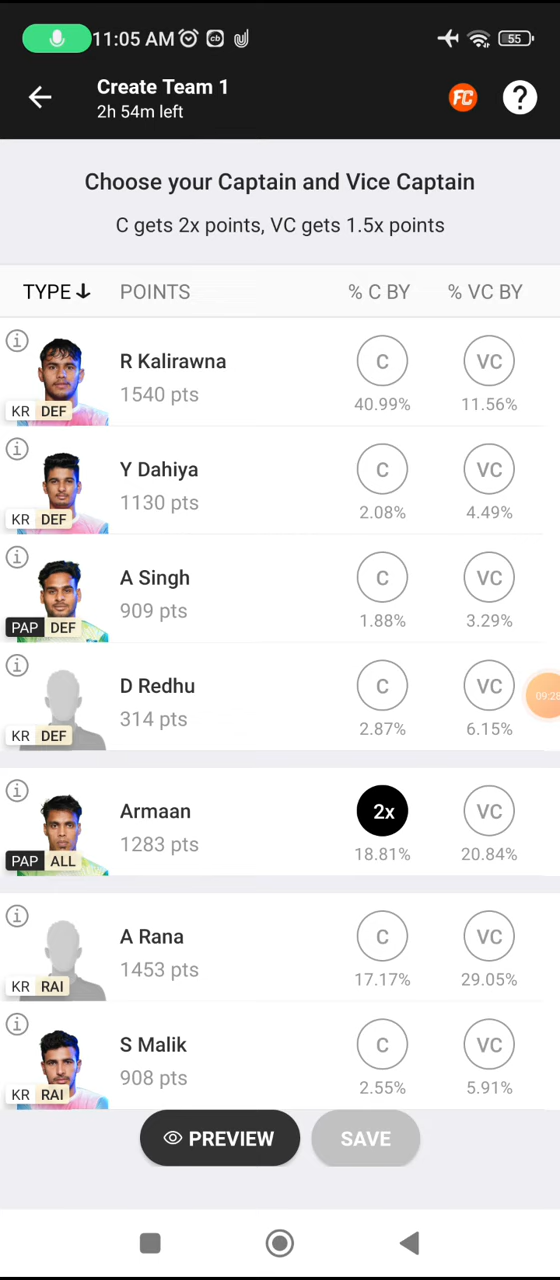 11:05 AM cb 55
Create Team 1
2h 54m left
FC ?
Choose your Captain and Vice Captain
C gets 2x points, VC gets 1.5x points
TYPE POINTS % C BY % VC BY
R Kalirawna C VC
1540 pts
KR DEF 40.99% 11.56%
Y Dahiya C VC
1130 pts
KR DEF 2.08% 4.49%
A Singh C VC
909 pts
PAP DEF 1.88% 3.29%
D Redhu C VC
314 pts 09:28
KR DEF 2.87% 6.15%
Armaan 2x VC
1283 pts
PAP ALL 18.81% 20.84%
A Rana C VC
1453 pts
KR RAI 17.17% 29.05%
S Malik C VC
908 pts
KR RAI 2.55% 5.91%
PREVIEW SAVE